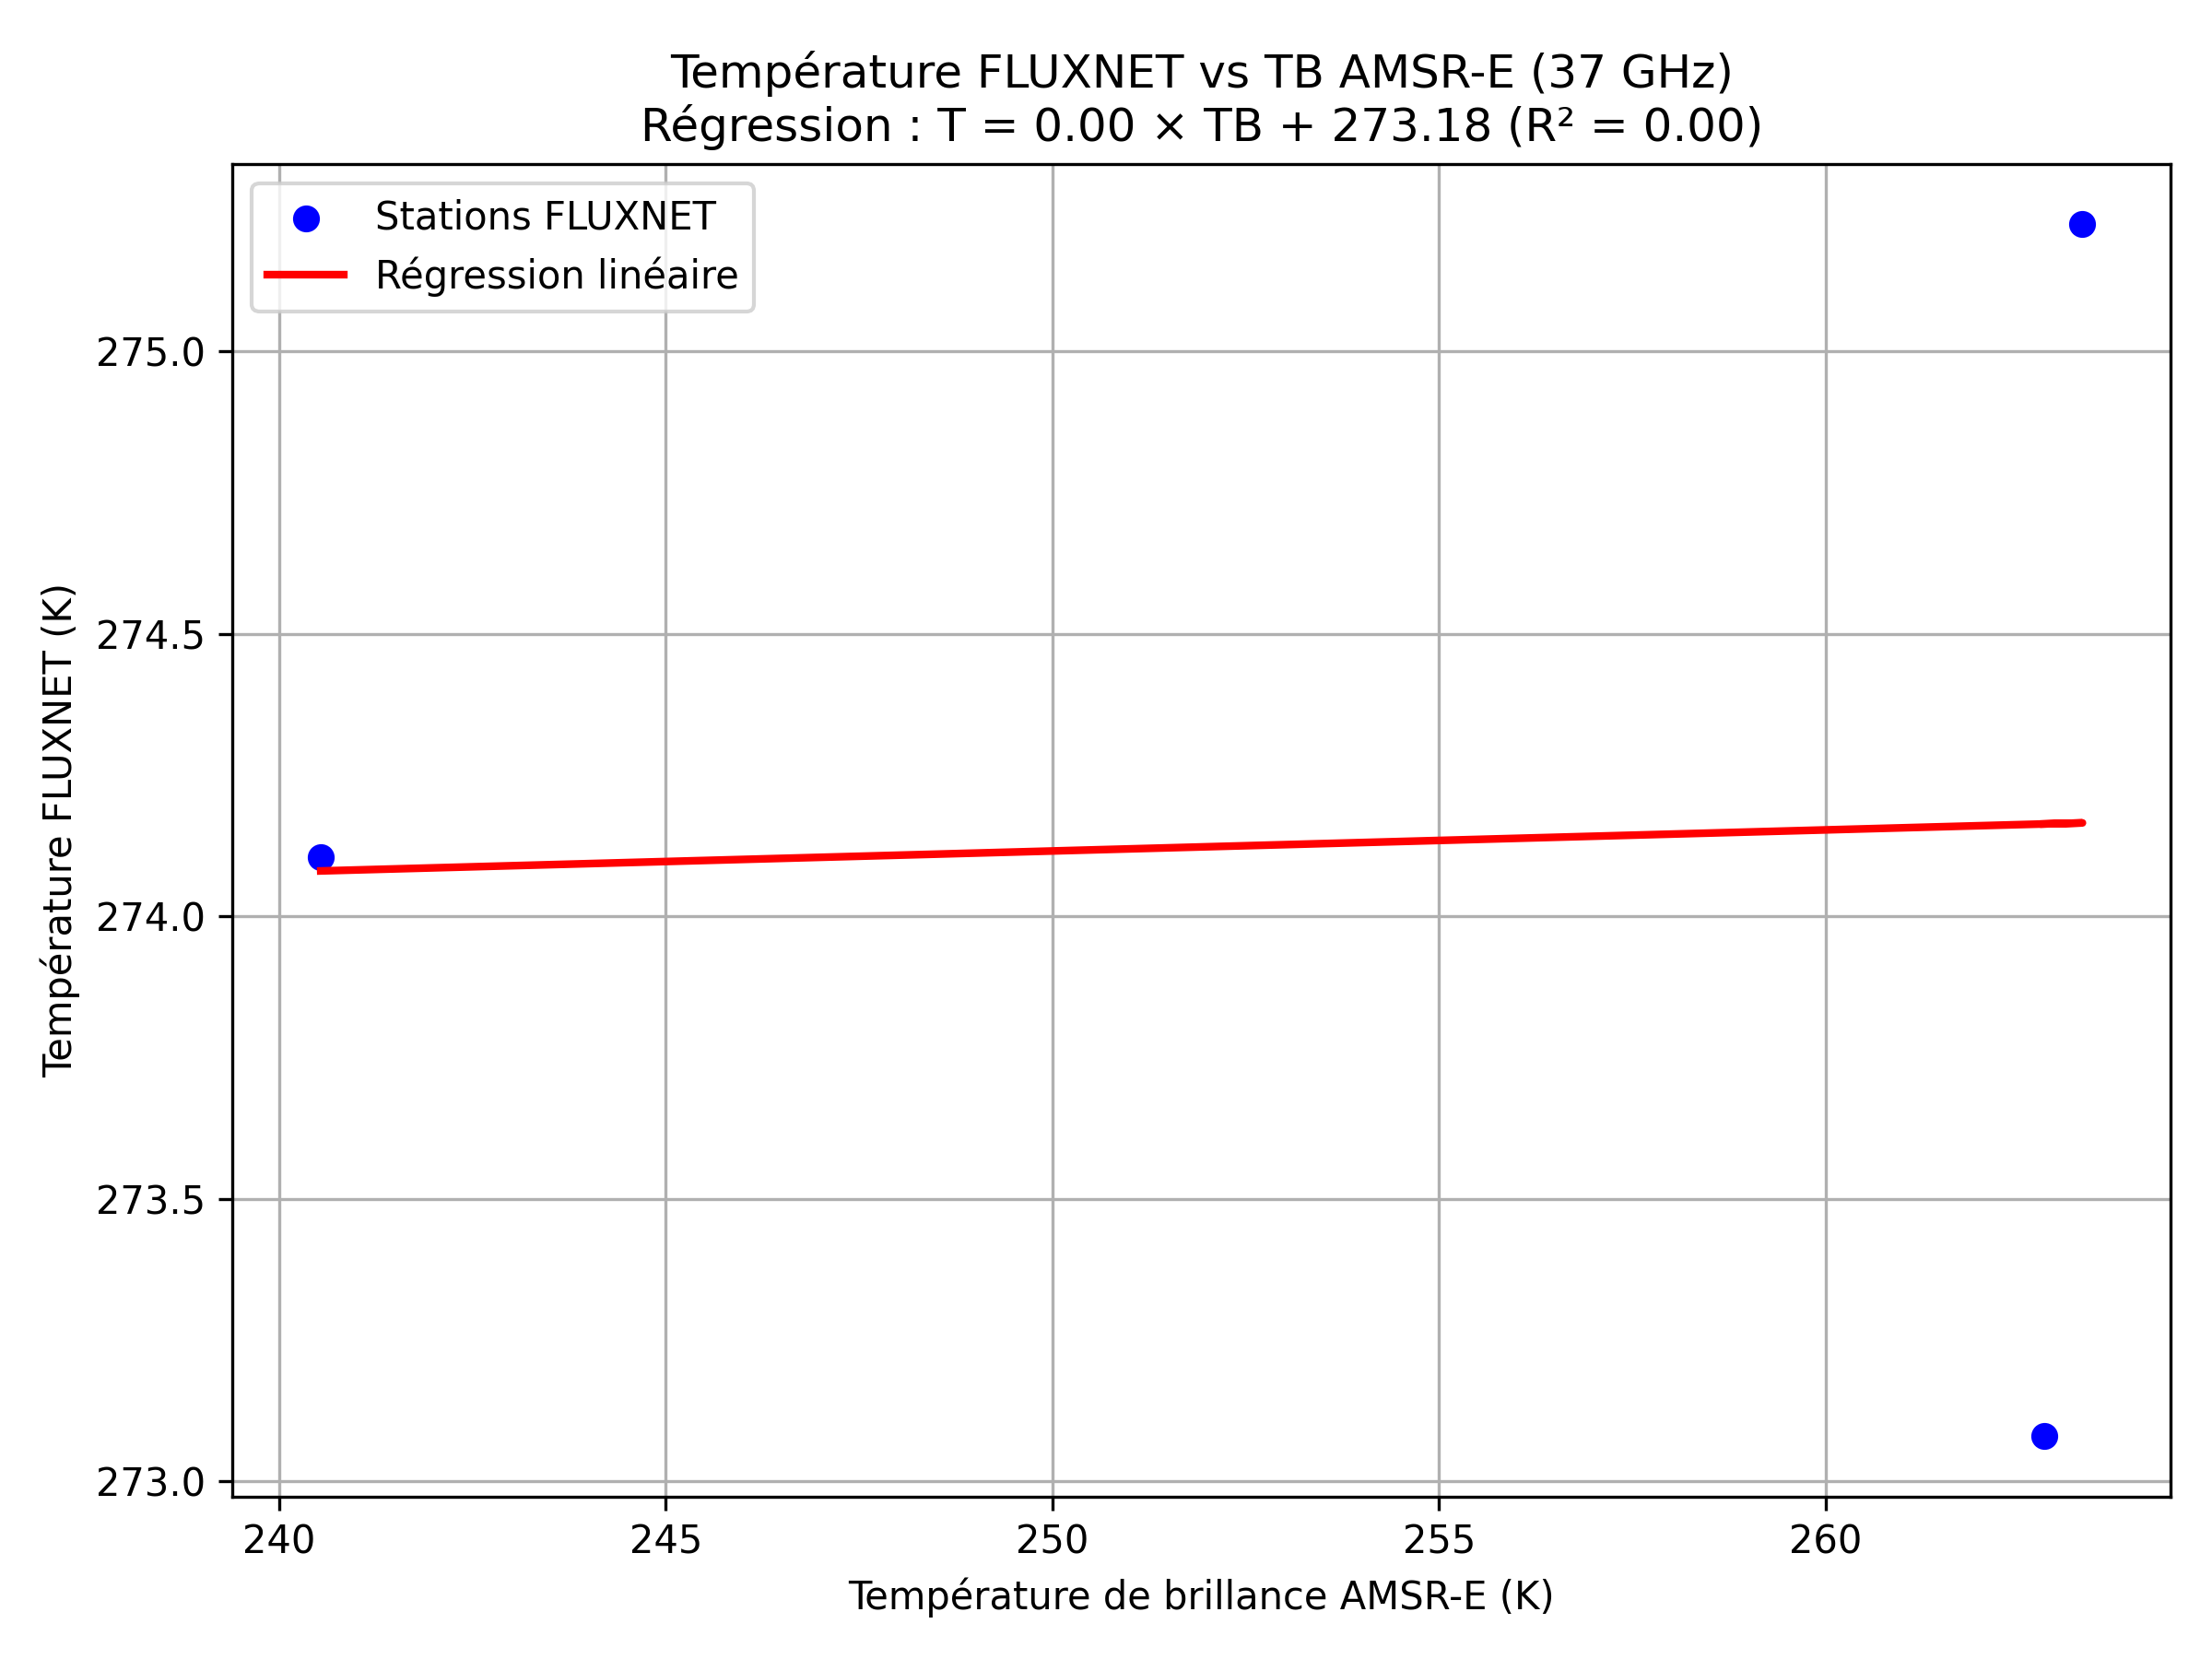 Température FLUXNET vs TB AMSR-E (37 GHz)
Régression : T = 0.00 × TB + 273.18 (R² = 0.00)
Stations FLUXNET
Régression linéaire
275.0
274.5
274.0
273.5
273.0
Température FLUXNET (K)
240
245
250
255
260
Température de brillance AMSR-E (K)